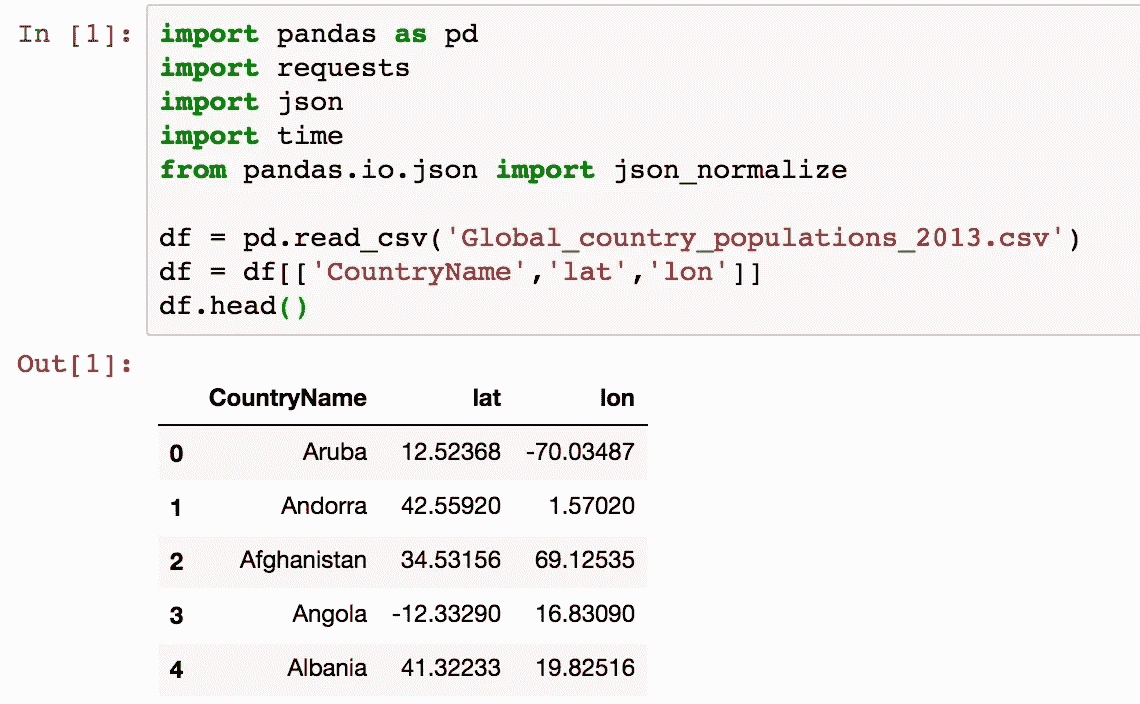 In [1]: import pandas as pd
import requests
import json
import time
from pandas.io.json import json_normalize
df = pd.read_csv('Global_country_populations_2013.csv')
df = df[['CountryName','lat','lon']]
df.head()
Out[1]:
CountryName lat lon
0 Aruba 12.52368 -70.03487
1 Andorra 42.55920 1.57020
2 Afghanistan 34.53156 69.12535
3 Angola -12.33290 16.83090
4 Albania 41.32233 19.82516